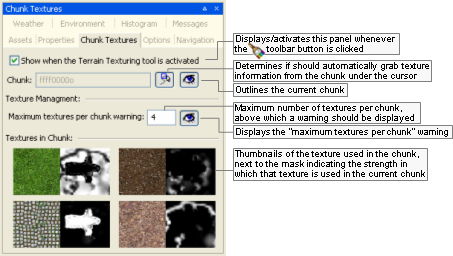 Chunk Textures
Weather Environment Histogram Messages
Assets Properties Chunk Textures Options Navigation
Show when the Terrain Texturing tool is activated
Chunk: ffff0000o
Texture Managment:
Maximum textures per chunk warning: 4
Textures in Chunk:
Displays/activates this panel whenever
the toolbar button is clicked
Determines if should automatically grab texture
information from the chunk under the cursor
Outlines the current chunk
Maximum number of textures per chunk,
above which a warning should be displayed
Displays the "maximum textures per chunk" warning
Thumbnails of the texture used in the chunk,
next to the mask indicating the strength in
which that texture is used in the current chunk